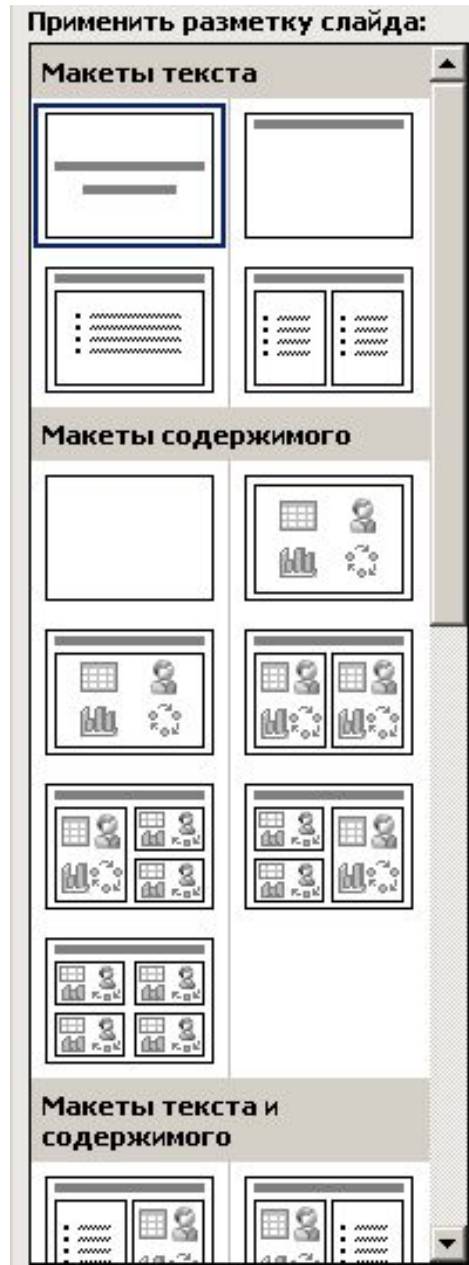 Применить разметку слайда:
Макеты текста
Макеты содержимого
Макеты текста и
содержимого